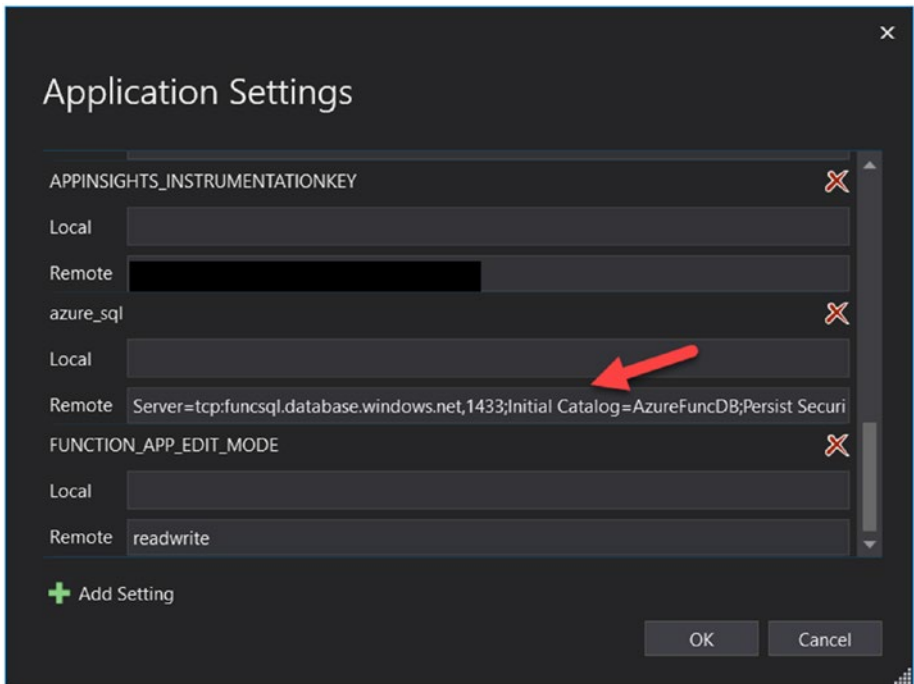 Application Settings
APPINSIGHTS_INSTRUMENTATIONKEY
Local
Remote
azure_sql
Local
Remote Server=tcp:funcsql.database.windows.net,1433;Initial Catalog=AzureFuncDB;Persist Securi
FUNCTION_APP_EDIT_MODE
Local
Remote readwrite
Add Setting
OK Cancel